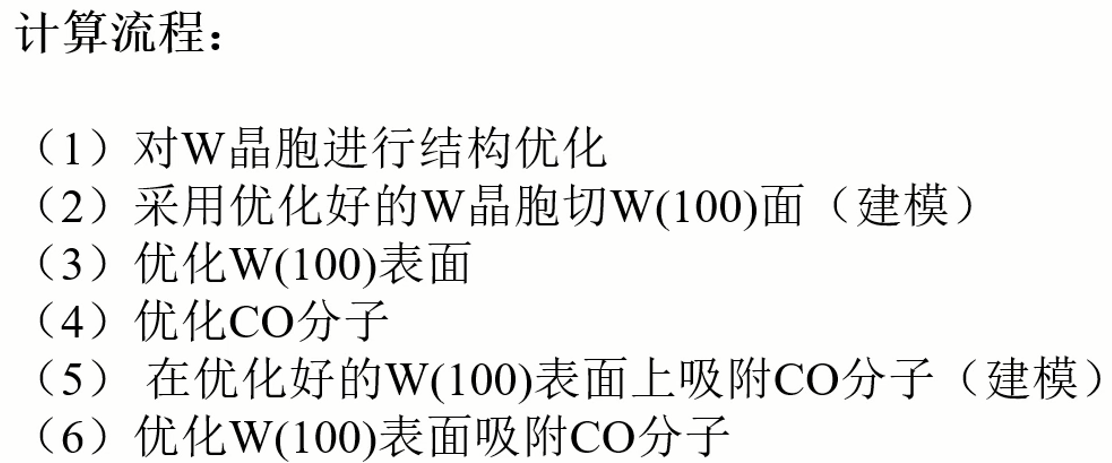 计算流程：
（1）对W晶胞进行结构优化
（2）采用优化好的W晶胞切W(100)面（建模）
（3）优化W(100)表面
（4）优化CO分子
（5） 在优化好的W(100)表面上吸附CO分子（建模）
（6）优化W(100)表面吸附CO分子